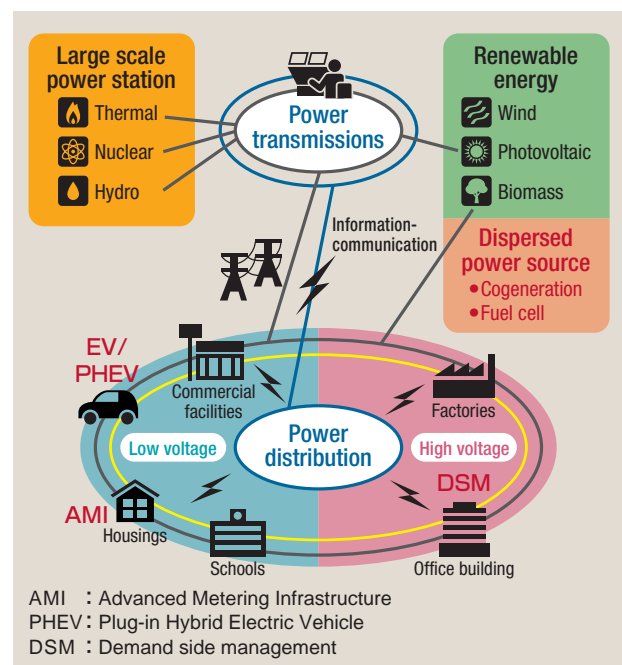 Large scale
power station
Thermal
Nuclear
Hydro
Power
transmissions
Renewable
energy
Wind
Photovoltaic
Biomass
Dispersed
power source
•Cogeneration
•Fuel cell
Information-
communication
EV/
PHEV
Commercial
facilities
Factories
Low voltage
Power
distribution
High voltage
DSM
AMI
Housings
Schools
Office building
AMI : Advanced Metering Infrastructure
PHEV : Plug-in Hybrid Electric Vehicle
DSM : Demand side management